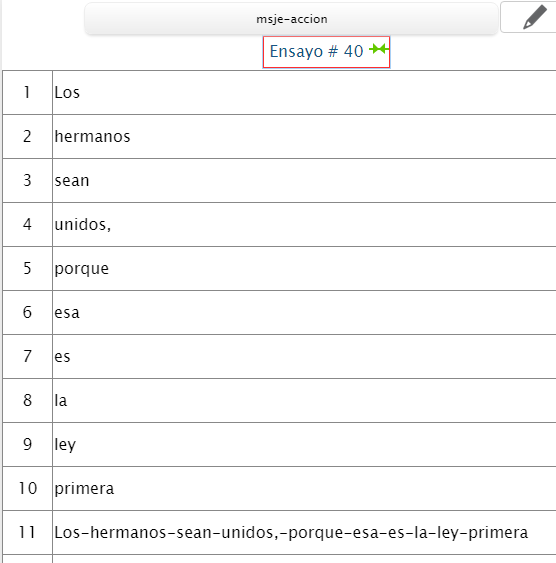 msje-accion
Ensayo # 40
1 Los
2 hermanos
3 sean
4 unidos,
5 porque
6 esa
7 es
8 la
9 ley
10 primera
11 Los-hermanos-sean-unidos,-porque-esa-es-la-ley-primera